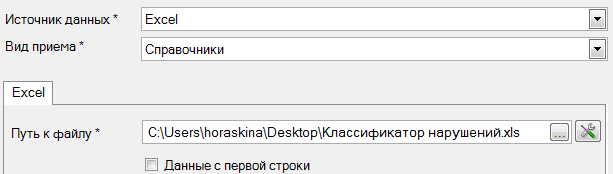 Источник данных * Excel
Вид приема * Справочники
Excel
Путь к файлу * C:\Users\horaskina\Desktop\Классификатор нарушений.xls ...
Данные с первой строки